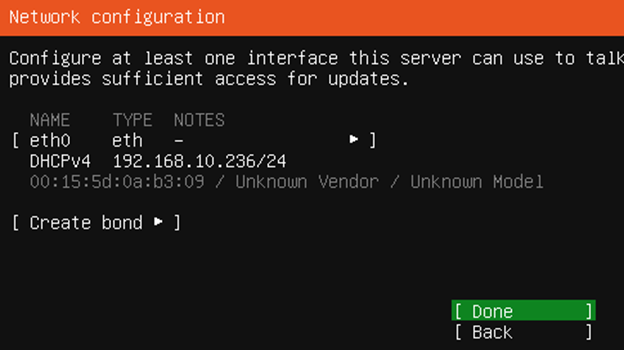 Network configuration
Configure at least one interface this server can use to talk
provides sufficient access for updates.
NAME TYPE NOTES
[ eth0 eth – ▸ ]
DHCPv4 192.168.10.236/24
00:15:5d:0a:b3:09 / Unknown Vendor / Unknown Model
[ Create bond ▸ ]
[ Done ]
[ Back ]